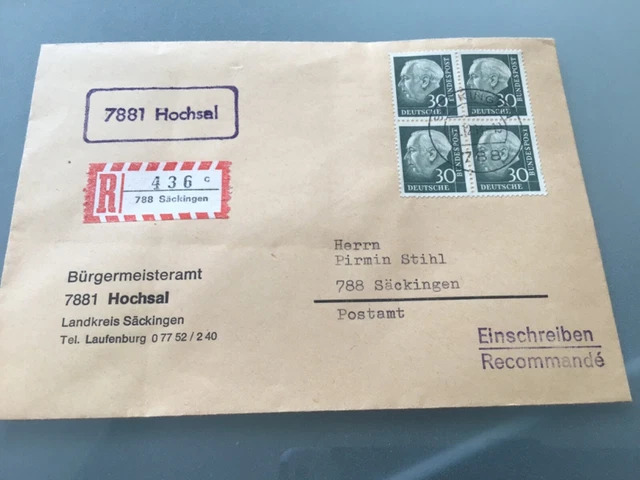 7881 Hochsal
R
436 c
788 Säckingen
30
DEUTSCHE
BUNDESPOST
30
DEUTSCHE
BUNDESPOST
30
DEUTSCHE
BUNDESPOST
30
DEUTSCHE
BUNDESPOST
Bürgermeisteramt
7881 Hochsal
Landkreis Säckingen
Tel. Laufenburg 0 77 52 / 2 40
Herrn
Pirmin Stihl
788 Säckingen
Postamt
Einschreiben
Recommandé